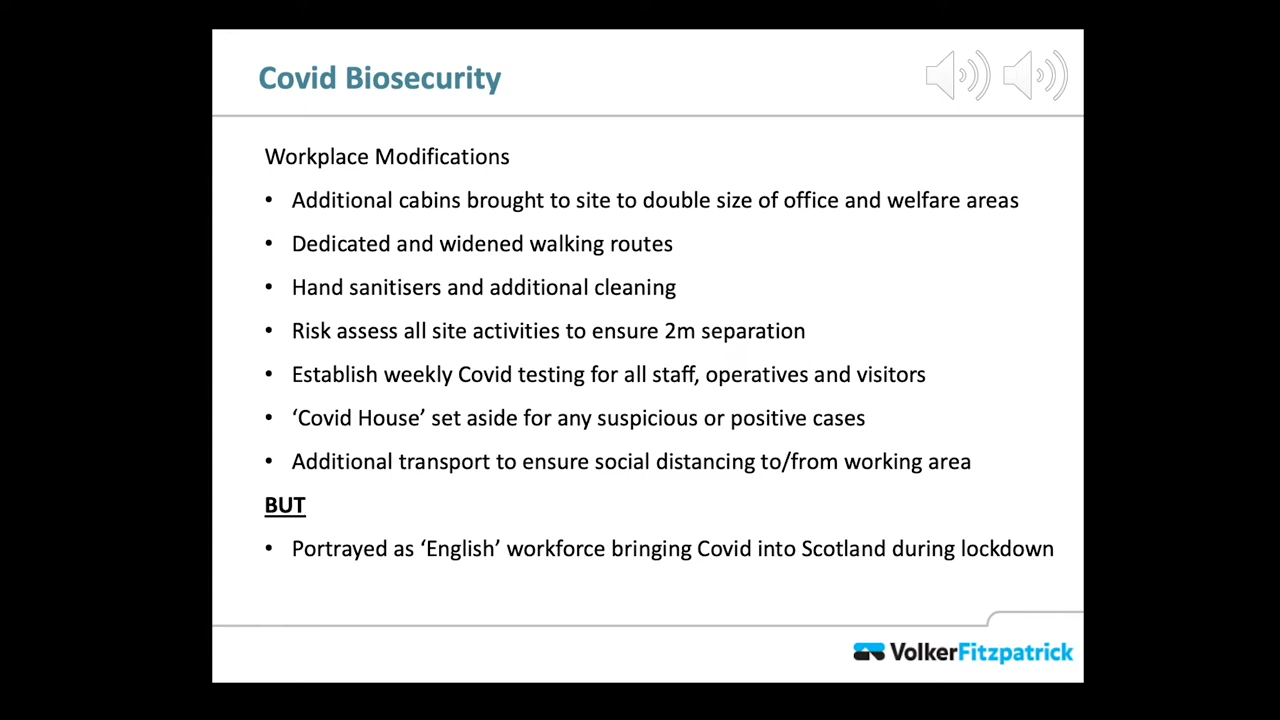 Covid Biosecurity
Workplace Modifications
• Additional cabins brought to site to double size of office and welfare areas
• Dedicated and widened walking routes
• Hand sanitisers and additional cleaning
• Risk assess all site activities to ensure 2m separation
• Establish weekly Covid testing for all staff, operatives and visitors
• ‘Covid House’ set aside for any suspicious or positive cases
• Additional transport to ensure social distancing to/from working area
BUT
• Portrayed as ‘English’ workforce bringing Covid into Scotland during lockdown
VolkerFitzpatrick